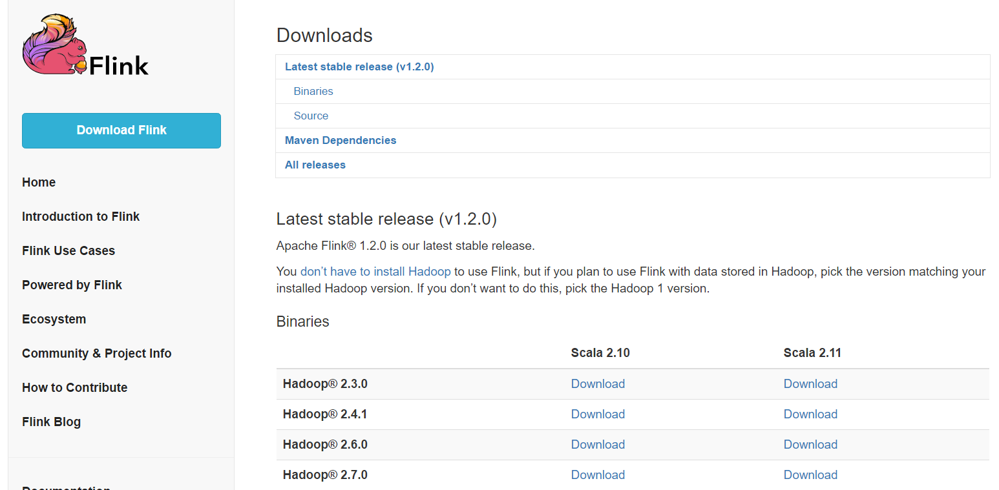 Flink
Download Flink
Home
Introduction to Flink
Flink Use Cases
Powered by Flink
Ecosystem
Community & Project Info
How to Contribute
Flink Blog
Documentation
Downloads
Latest stable release (v1.2.0)
Binaries
Source
Maven Dependencies
All releases
Latest stable release (v1.2.0)
Apache Flink® 1.2.0 is our latest stable release.
You don’t have to install Hadoop to use Flink, but if you plan to use Flink with data stored in Hadoop, pick the version matching your
installed Hadoop version. If you don’t want to do this, pick the Hadoop 1 version.
Binaries
Scala 2.10 Scala 2.11
Hadoop® 2.3.0 Download Download
Hadoop® 2.4.1 Download Download
Hadoop® 2.6.0 Download Download
Hadoop® 2.7.0 Download Download